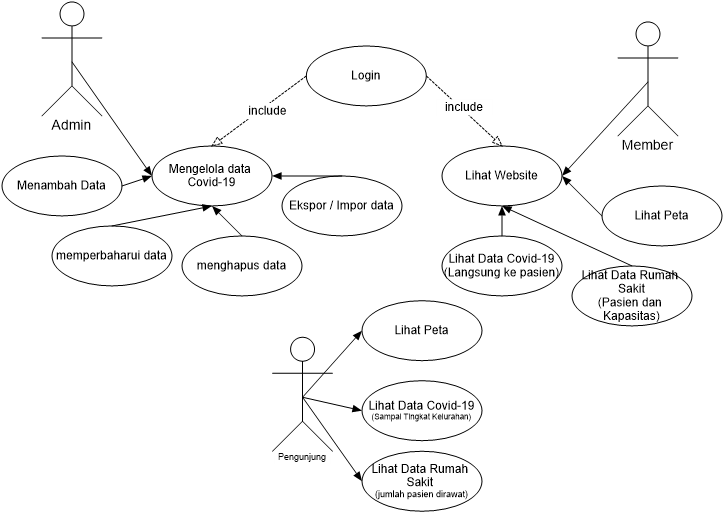 Login
include
include
Admin
Member
Mengelola data
Covid-19
Lihat Website
Menambah Data
Ekspor / Impor data
Lihat Peta
memperbaharui data
menghapus data
Lihat Data Covid-19
(Langsung ke pasien)
Lihat Data Rumah
Sakit
(Pasien dan
Kapasitas)
Lihat Peta
Lihat Data Covid-19
(Sampai Tingkat Kelurahan)
Pengunjung
Lihat Data Rumah
Sakit
(jumlah pasien dirawat)